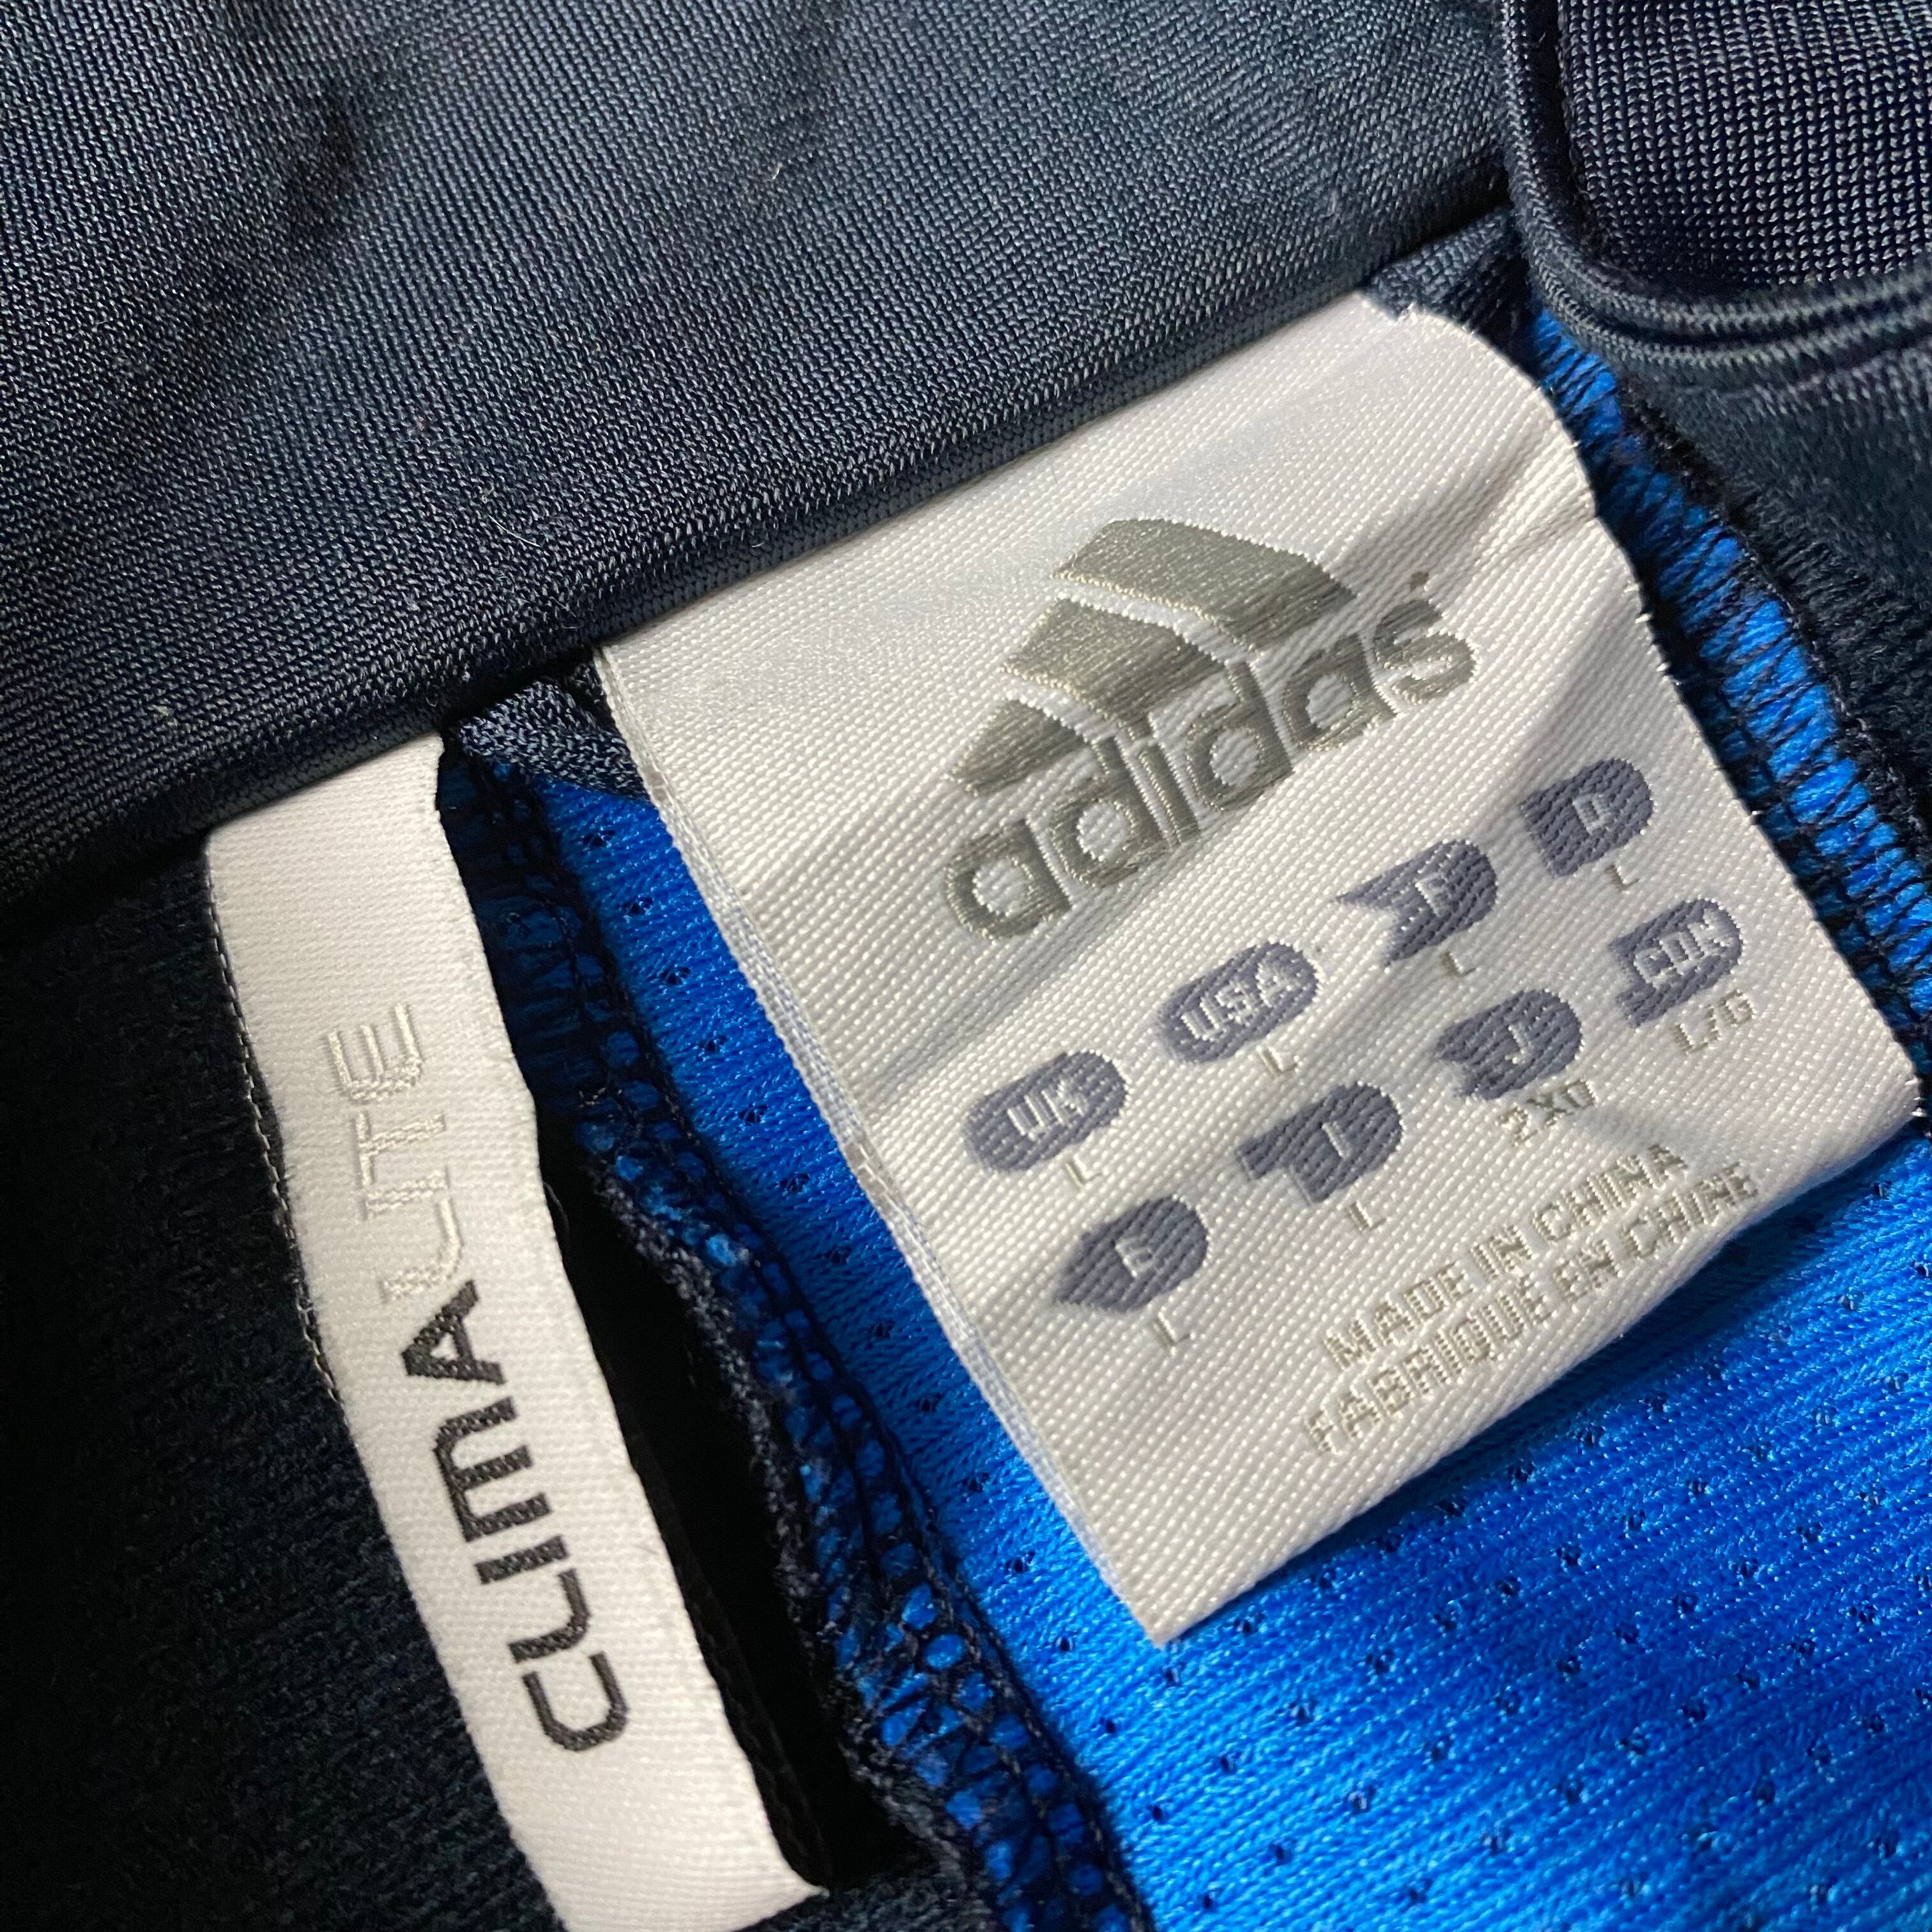 adidas
UK USA F D
L L L L
E I J CDN
L L 2XO L/G
MADE IN CHINA
FABRIQUE EN CHINE
CLIMALITE